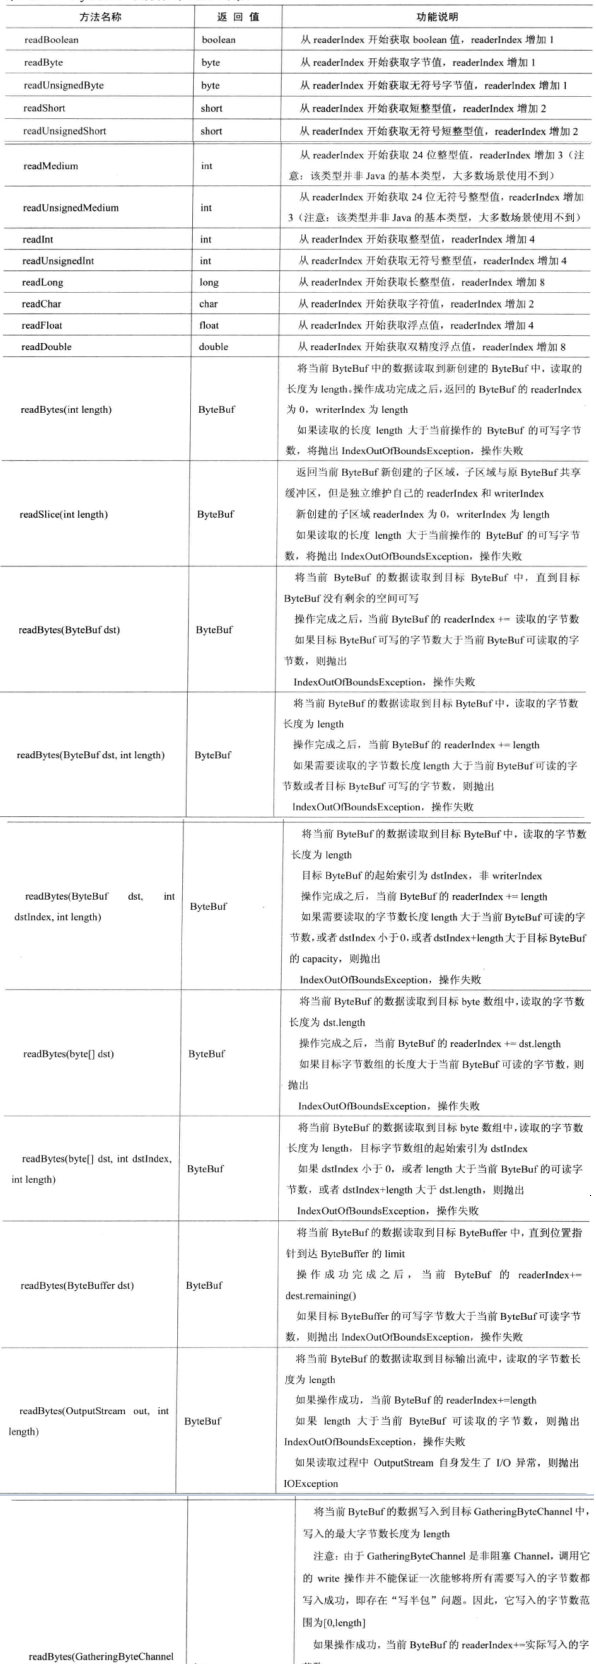 方法名称 返 回 值 功能说明
readBoolean boolean 从 readerIndex 开始获取 boolean 值，readerIndex 增加 1
readByte byte 从 readerIndex 开始获取字节值，readerIndex 增加 1
readUnsignedByte byte 从 readerIndex 开始获取无符号字节值，readerIndex 增加 1
readShort short 从 readerIndex 开始获取短整型值，readerIndex 增加 2
readUnsignedShort short 从 readerIndex 开始获取无符号短整型值，readerIndex 增加 2
readMedium int 从 readerIndex 开始获取 24 位整型值，readerIndex 增加 3（注
意：该类型并非 Java 的基本类型，大多数场景使用不到）
readUnsignedMedium int 从 readerIndex 开始获取 24 位无符号整型值，readerIndex 增加
3（注意：该类型并非 Java 的基本类型，大多数场景使用不到）
readInt int 从 readerIndex 开始获取整型值，readerIndex 增加 4
readUnsignedInt int 从 readerIndex 开始获取无符号整型值，readerIndex 增加 4
readLong long 从 readerIndex 开始获取长整型值，readerIndex 增加 8
readChar char 从 readerIndex 开始获取字符值，readerIndex 增加 2
readFloat float 从 readerIndex 开始获取浮点值，readerIndex 增加 4
readDouble double 从 readerIndex 开始获取双精度浮点值，readerIndex 增加 8
readBytes(int length) ByteBuf
将当前 ByteBuf 中的数据读取到新创建的 ByteBuf 中，读取的
长度为 length。操作成功完成之后，返回的 ByteBuf 的 readerIndex
为 0，writerIndex 为 length
如果读取的长度 length 大于当前操作的 ByteBuf 的可写字节
数，将抛出 IndexOutOfBoundsException，操作失败
readSlice(int length) ByteBuf
返回当前 ByteBuf 新创建的子区域，子区域与原 ByteBuf 共享
缓冲区，但是独立维护自己的 readerIndex 和 writerIndex
新创建的子区域 readerIndex 为 0，writerIndex 为 length
如果读取的长度 length 大于当前操作的 ByteBuf 的可写字节
数，将抛出 IndexOutOfBoundsException，操作失败
readBytes(ByteBuf dst) ByteBuf
将当前 ByteBuf 的数据读取到目标 ByteBuf 中，直到目标
ByteBuf 没有剩余的空间可写
操作完成之后，当前 ByteBuf 的 readerIndex += 读取的字节数
如果目标 ByteBuf 可写的字节数大于当前 ByteBuf 可读取的字
节数，则抛出
IndexOutOfBoundsException，操作失败
readBytes(ByteBuf dst, int length) ByteBuf
将当前 ByteBuf 的数据读取到目标 ByteBuf 中，读取的字节数
长度为 length
操作完成之后，当前 ByteBuf 的 readerIndex += length
如果需要读取的字节数长度 length 大于当前 ByteBuf 可读的字
节数或者目标 ByteBuf 可写的字节数，则抛出
IndexOutOfBoundsException，操作失败
readBytes(ByteBuf dst, int
dstIndex, int length) ByteBuf
将当前 ByteBuf 的数据读取到目标 ByteBuf 中，读取的字节数
长度为 length
目标 ByteBuf 的起始索引为 dstIndex，非 writerIndex
操作完成之后，当前 ByteBuf 的 readerIndex += length
如果需要读取的字节数长度 length 大于当前 ByteBuf 可读的字
节数，或者 dstIndex 小于 0，或者 dstIndex+length 大于目标 ByteBuf
的 capacity，则抛出
IndexOutOfBoundsException，操作失败
readBytes(byte[] dst) ByteBuf
将当前 ByteBuf 的数据读取到目标 byte 数组中，读取的字节数
长度为 dst.length
操作完成之后，当前 ByteBuf 的 readerIndex += dst.length
如果目标字节数组的长度大于当前 ByteBuf 可读的字节数，则
抛出
IndexOutOfBoundsException，操作失败
readBytes(byte[] dst, int dstIndex,
int length) ByteBuf
将当前 ByteBuf 的数据读取到目标 byte 数组中，读取的字节数
长度为 length，目标字节数组的起始索引为 dstIndex
如果 dstIndex 小于 0，或者 length 大于当前 ByteBuf 的可读字
节数，或者 dstIndex+length 大于 dst.length，则抛出
IndexOutOfBoundsException，操作失败
readBytes(ByteBuffer dst) ByteBuf
将当前 ByteBuf 的数据读取到目标 ByteBuffer 中，直到位置指
针到达 ByteBuffer 的 limit
操作成功完成之后，当前 ByteBuf 的 readerIndex+=
dest.remaining()
如果目标 ByteBuffer 的可写字节数大于当前 ByteBuf 可读字节
数，则抛出 IndexOutOfBoundsException，操作失败
readBytes(OutputStream out, int
length) ByteBuf
将当前 ByteBuf 的数据读取到目标输出流中，读取的字节数长
度为 length
如果操作成功，当前 ByteBuf 的 readerIndex+=length
如果 length 大于当前 ByteBuf 可读取的字节数，则抛出
IndexOutOfBoundsException，操作失败
如果读取过程中 OutputStream 自身发生了 I/O 异常，则抛出
IOException
将当前 ByteBuf 的数据写入到目标 GatheringByteChannel 中，
写入的最大字节数长度为 length
注意：由于 GatheringByteChannel 是非阻塞 Channel，调用它
的 write 操作并不能保证一次能够将所有需要写入的字节数都
写入成功，即存在“写半包”问题。因此，它写入的字节数范
围为[0,length]
如果操作成功，当前 ByteBuf 的 readerIndex+=实际写入的字
readBytes(GatheringByteChannel